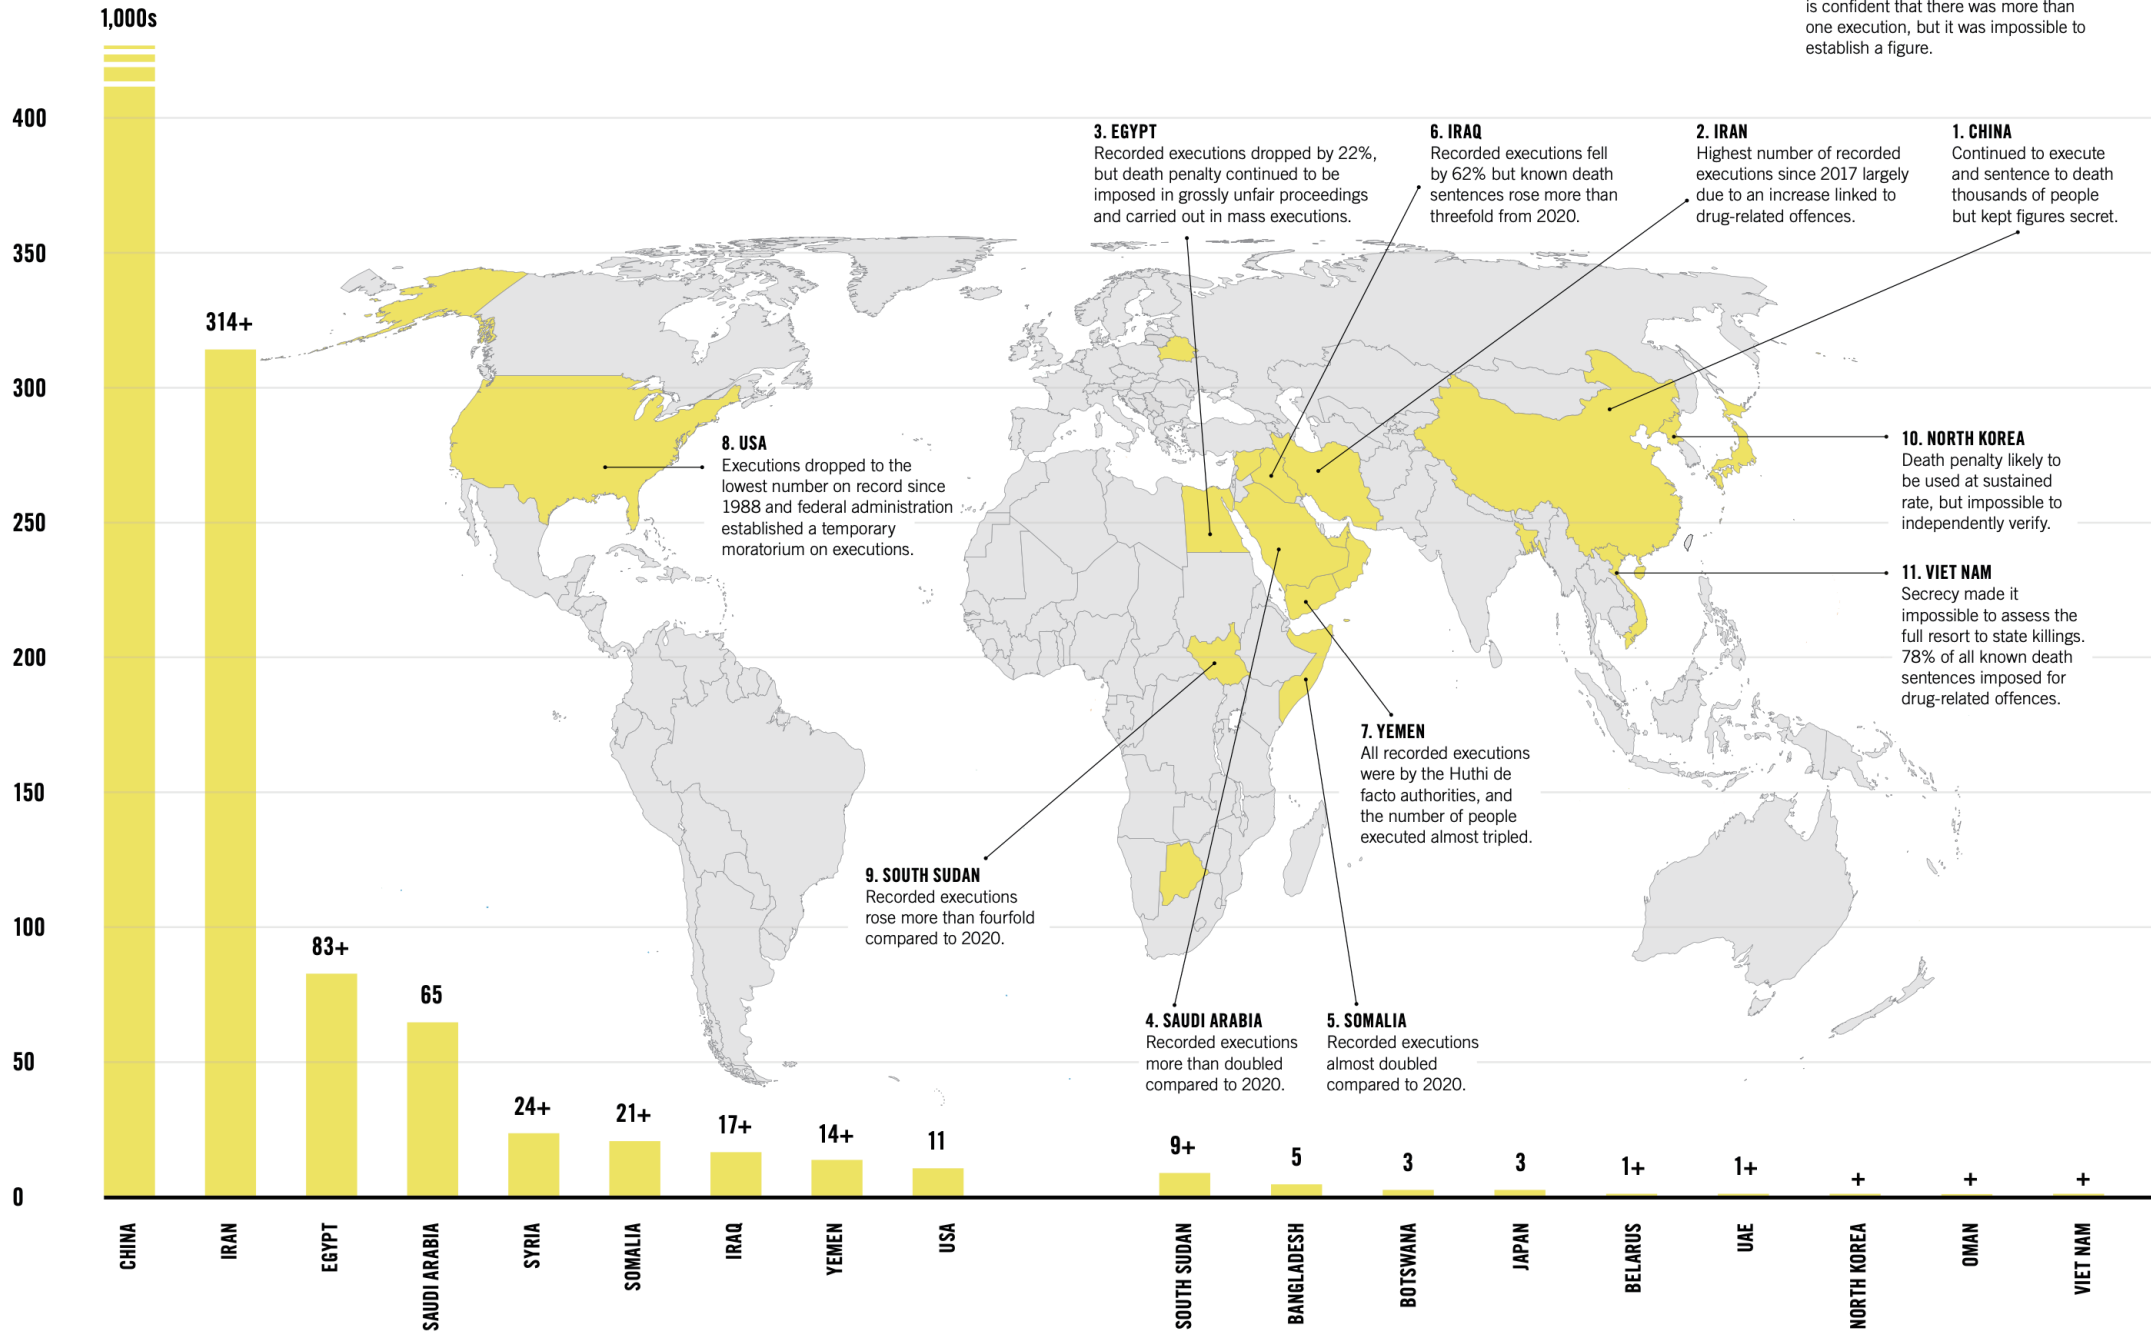 is confident that there was more than
one execution, but it was impossible to
establish a figure.
1,000s
400
350
300
250
200
150
100
50
0
314+
83+
65
24+
21+
17+
14+
11
9+
5
3
3
1+
1+
+
+
+
CHINA
IRAN
EGYPT
SAUDI ARABIA
SYRIA
SOMALIA
IRAQ
YEMEN
USA
SOUTH SUDAN
BANGLADESH
BOTSWANA
JAPAN
BELARUS
UAE
NORTH KOREA
OMAN
VIET NAM
3. EGYPT
Recorded executions dropped by 22%,
but death penalty continued to be
imposed in grossly unfair proceedings
and carried out in mass executions.
6. IRAQ
Recorded executions fell
by 62% but known death
sentences rose more than
threefold from 2020.
2. IRAN
Highest number of recorded
executions since 2017 largely
due to an increase linked to
drug-related offences.
1. CHINA
Continued to execute
and sentence to death
thousands of people
but kept figures secret.
8. USA
Executions dropped to the
lowest number on record since
1988 and federal administration
established a temporary
moratorium on executions.
10. NORTH KOREA
Death penalty likely to
be used at sustained
rate, but impossible to
independently verify.
11. VIET NAM
Secrecy made it
impossible to assess the
full resort to state killings.
78% of all known death
sentences imposed for
drug-related offences.
7. YEMEN
All recorded executions
were by the Huthi de
facto authorities, and
the number of people
executed almost tripled.
9. SOUTH SUDAN
Recorded executions
rose more than fourfold
compared to 2020.
4. SAUDI ARABIA
Recorded executions
more than doubled
compared to 2020.
5. SOMALIA
Recorded executions
almost doubled
compared to 2020.